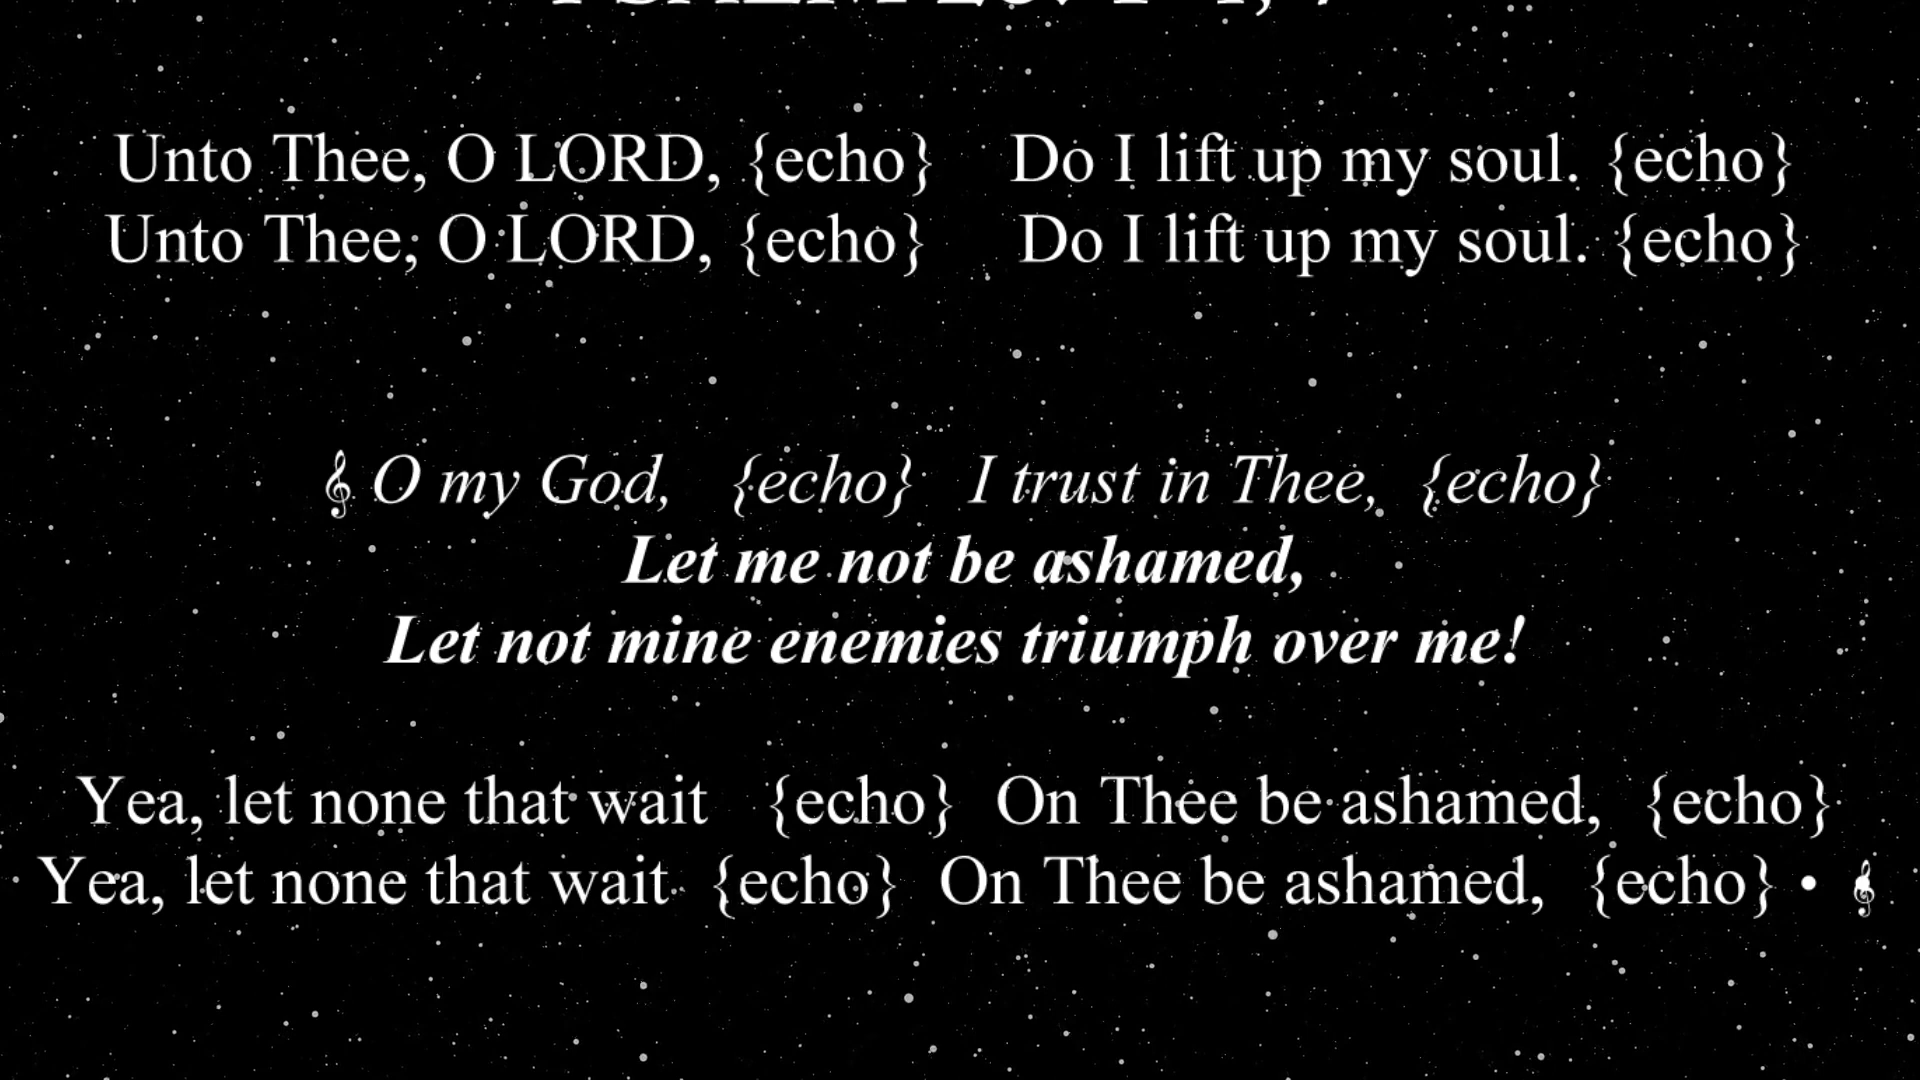 Unto Thee, O LORD, {echo} Do I lift up my soul. {echo}
Unto Thee, O LORD, {echo} Do I lift up my soul. {echo}
𝄞 O my God, {echo} I trust in Thee, {echo}
Let me not be ashamed,
Let not mine enemies triumph over me!
Yea, let none that wait {echo} On Thee be ashamed, {echo}
Yea, let none that wait {echo} On Thee be ashamed, {echo} • 𝄞